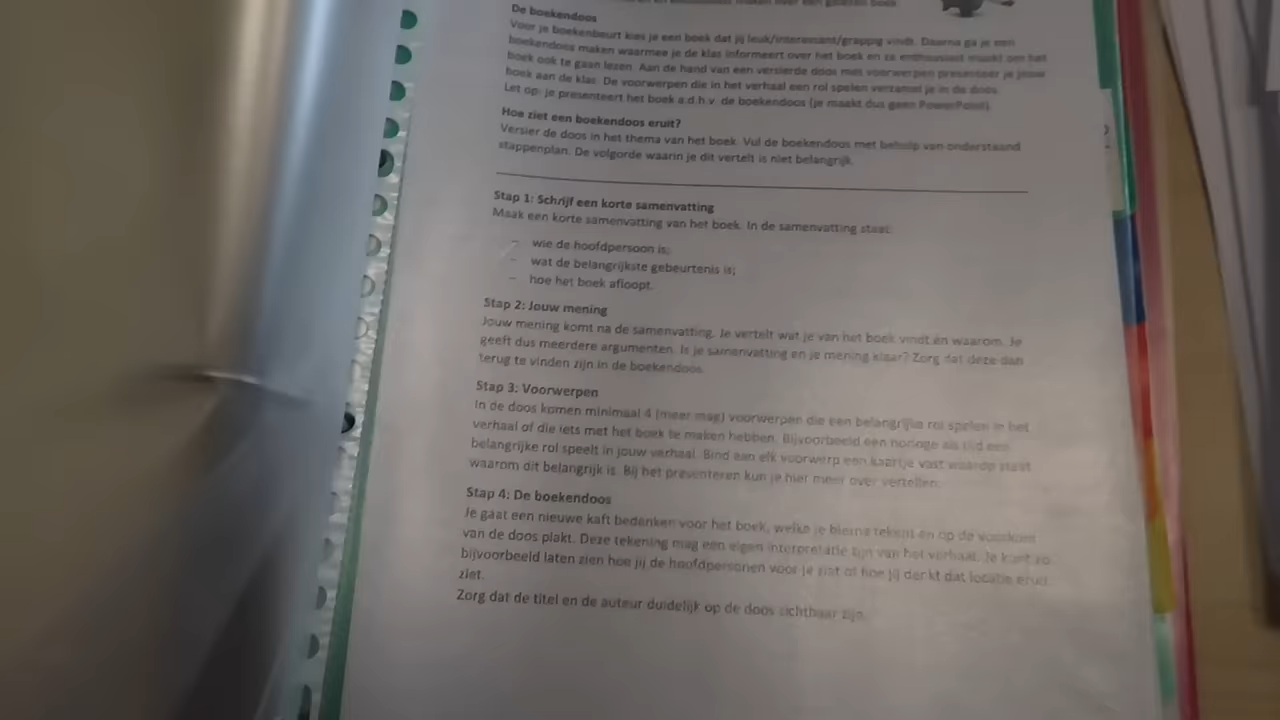 De boekendoos
Voor je boekenbeurt kies je een boek dat jij leuk/interessant/grappig vindt. Daarna ga je een
boekendoos maken waarmee je de klas informeert over het boek en ze enthousiast maakt om het
boek ook te gaan lezen. Aan de hand van een versierde doos met voorwerpen presenteer je jouw
boek aan de klas. De voorwerpen die in het verhaal een rol spelen verzamel je in de doos.
Let op: je presenteert het boek a.d.h.v. de boekendoos (je maakt dus geen PowerPoint).
Hoe ziet een boekendoos eruit?
Versier de doos in het thema van het boek. Vul de boekendoos met behulp van onderstaand
stappenplan. De volgorde waarin je dit vertelt is niet belangrijk.
Stap 1: Schrijf een korte samenvatting
Maak een korte samenvatting van het boek. In de samenvatting staat:
- wie de hoofdpersoon is;
- wat de belangrijkste gebeurtenis is;
- hoe het boek afloopt.
Stap 2: Jouw mening
Jouw mening komt na de samenvatting. Je vertelt wat je van het boek vindt én waarom. Je
geeft dus meerdere argumenten. Is je samenvatting en je mening klaar? Zorg dat deze dan
terug te vinden zijn in de boekendoos.
Stap 3: Voorwerpen
In de doos komen minimaal 4 (meer mag) voorwerpen die een belangrijke rol spelen in het
verhaal of die iets met het boek te maken hebben. Bijvoorbeeld een horloge als tijd een
belangrijke rol speelt in jouw verhaal. Bind aan elk voorwerp een kaartje vast waarop staat
waarom dit belangrijk is. Bij het presenteren kun je hier meer over vertellen.
Stap 4: De boekendoos
Je gaat een nieuwe kaft bedenken voor het boek, welke je hierna tekent en op de voorkant
van de doos plakt. Deze tekening mag een eigen interpretatie zijn van het verhaal. Je kunt zo
bijvoorbeeld laten zien hoe jij de hoofdpersonen voor je ziet of hoe jij denkt dat locatie eruit
ziet.
Zorg dat de titel en de auteur duidelijk op de doos zichtbaar zijn.